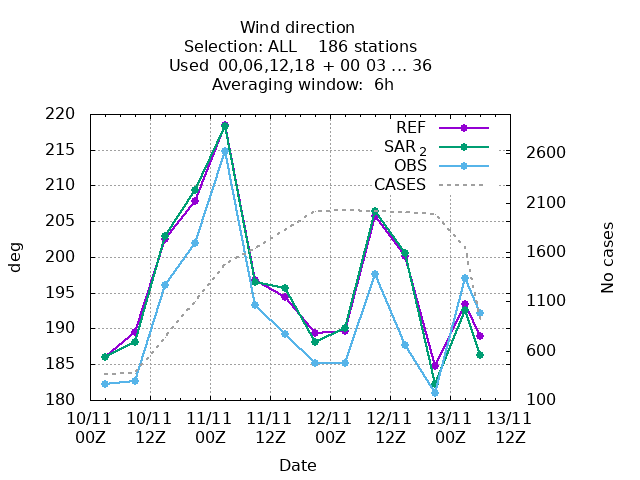 Wind direction
Selection: ALL    186 stations
Used 00,06,12,18 + 00 03 ... 36
Averaging window:  6h
220
215
210
205
200
195
190
185
180
deg
REF
SAR 2
OBS
CASES
2600
2100
1600
1100
600
100
No cases
10/11 10/11 11/11 11/11 12/11 12/11 13/11 13/11
00Z 12Z 00Z 12Z 00Z 12Z 00Z 12Z
Date